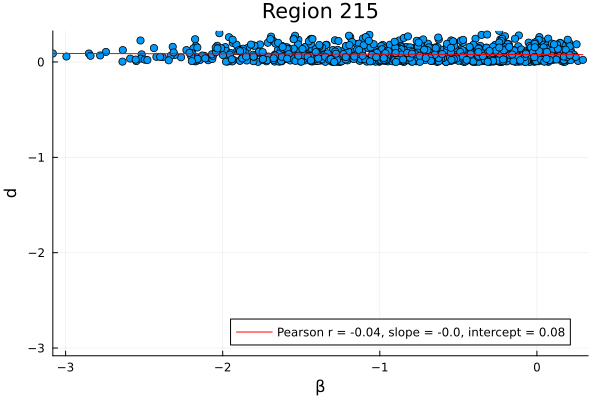 Region 215
d
0
−1
−2
−3
Pearson r = -0.04, slope = -0.0, intercept = 0.08
−3 −2 −1 0
β